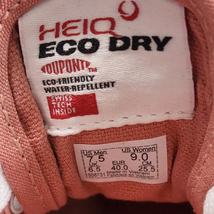 HEIQ
ECO DRY
DUPONT
ECO-FRIENDLY
WATER-REPELLENT
SWISS
TECH
INSIDE
US Men US Women
7.5 9.0
UK EUR CM
6.5 40.0 25.5